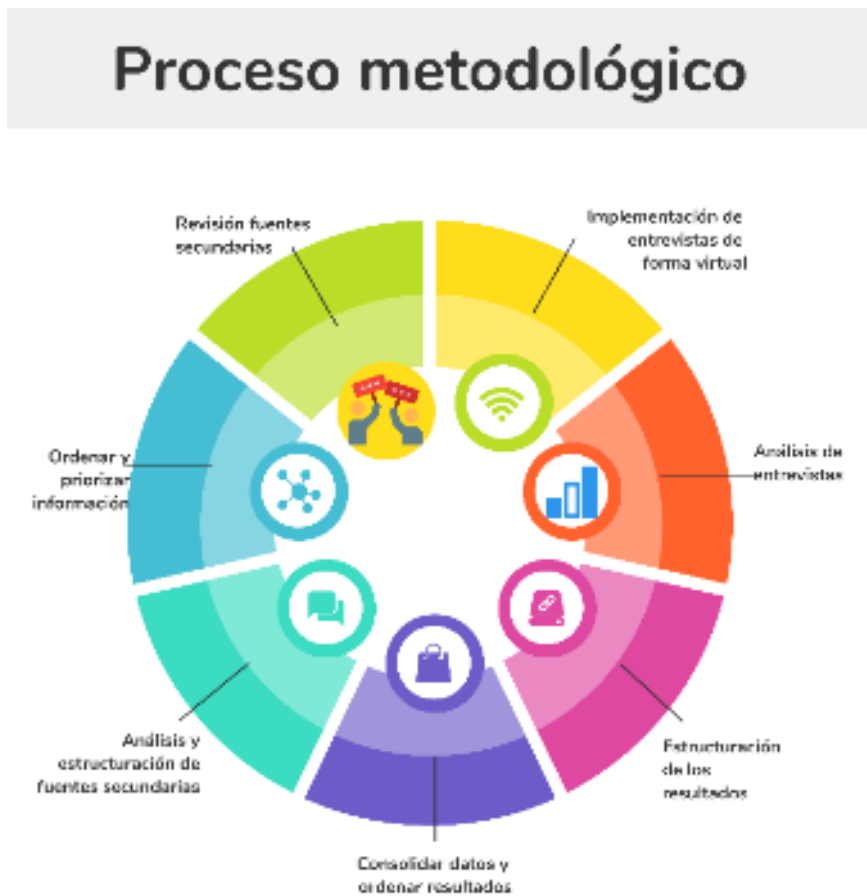 Proceso metodológico
Revisión fuentes
secundarias
Implementación de
entrevistas de
forma virtual
Ordenar y
priorizar
información
Análisis de
entrevistas
Análisis y
estructuración de
fuentes secundarias
Estructuración
de los
resultados
Consolidar datos y
ordenar resultados